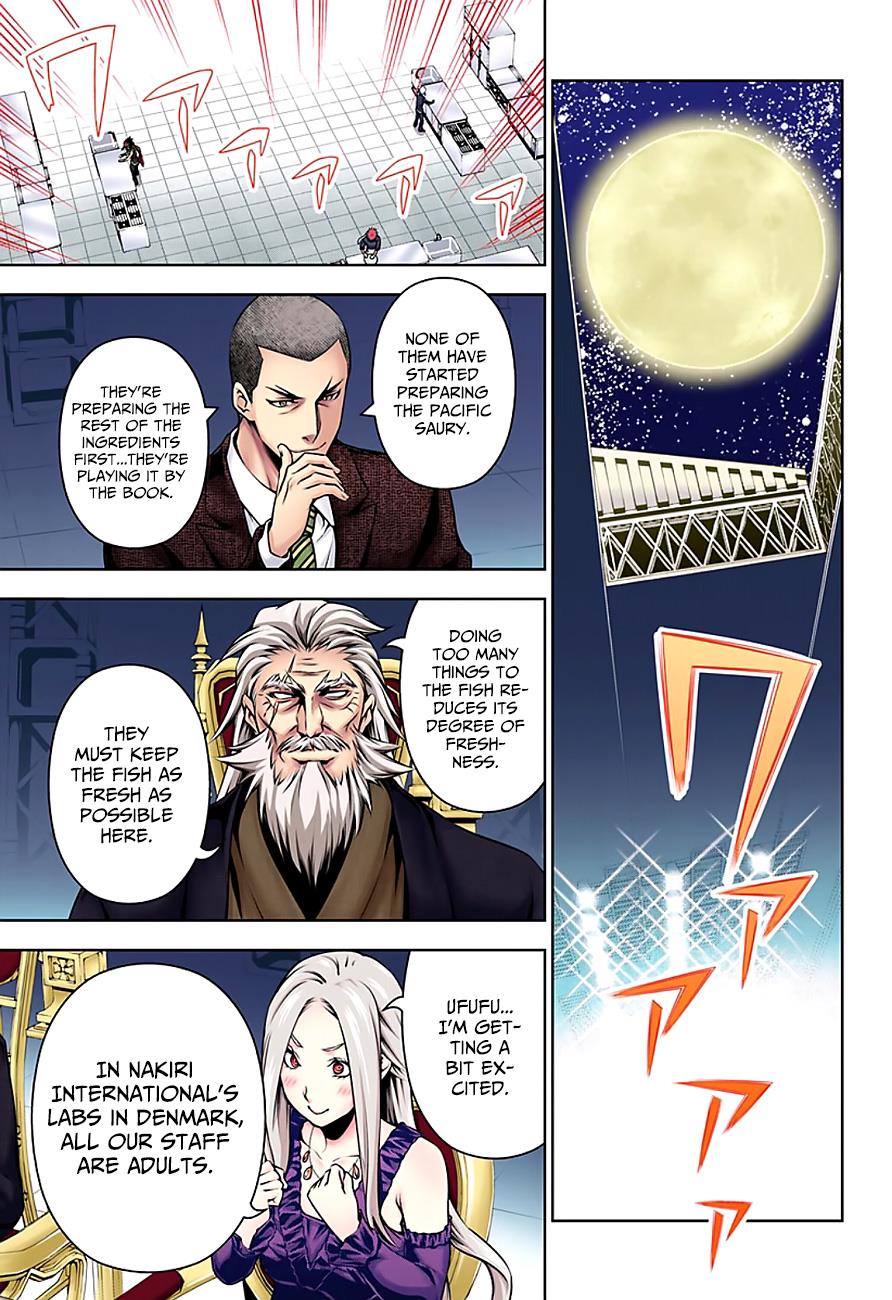 ワァァァァ
ワァァァァァァ
NONE OF
THEM HAVE
STARTED
PREPARING
THE PACIFIC
SAURY.
THEY'RE
PREPARING THE
REST OF THE
INGREDIENTS
FIRST...THEY'RE
PLAYING IT BY
THE BOOK.
DOING
TOO MANY
THINGS TO
THE FISH RE-
DUCES ITS
DEGREE OF
FRESH-
NESS.
THEY
MUST KEEP
THE FISH AS
FRESH AS
POSSIBLE
HERE.
UFUFU...
I'M GET-
TING A
BIT EX-
CITED.
IN NAKIRI
INTERNATIONAL'S
LABS IN DENMARK,
ALL OUR STAFF
ARE ADULTS.